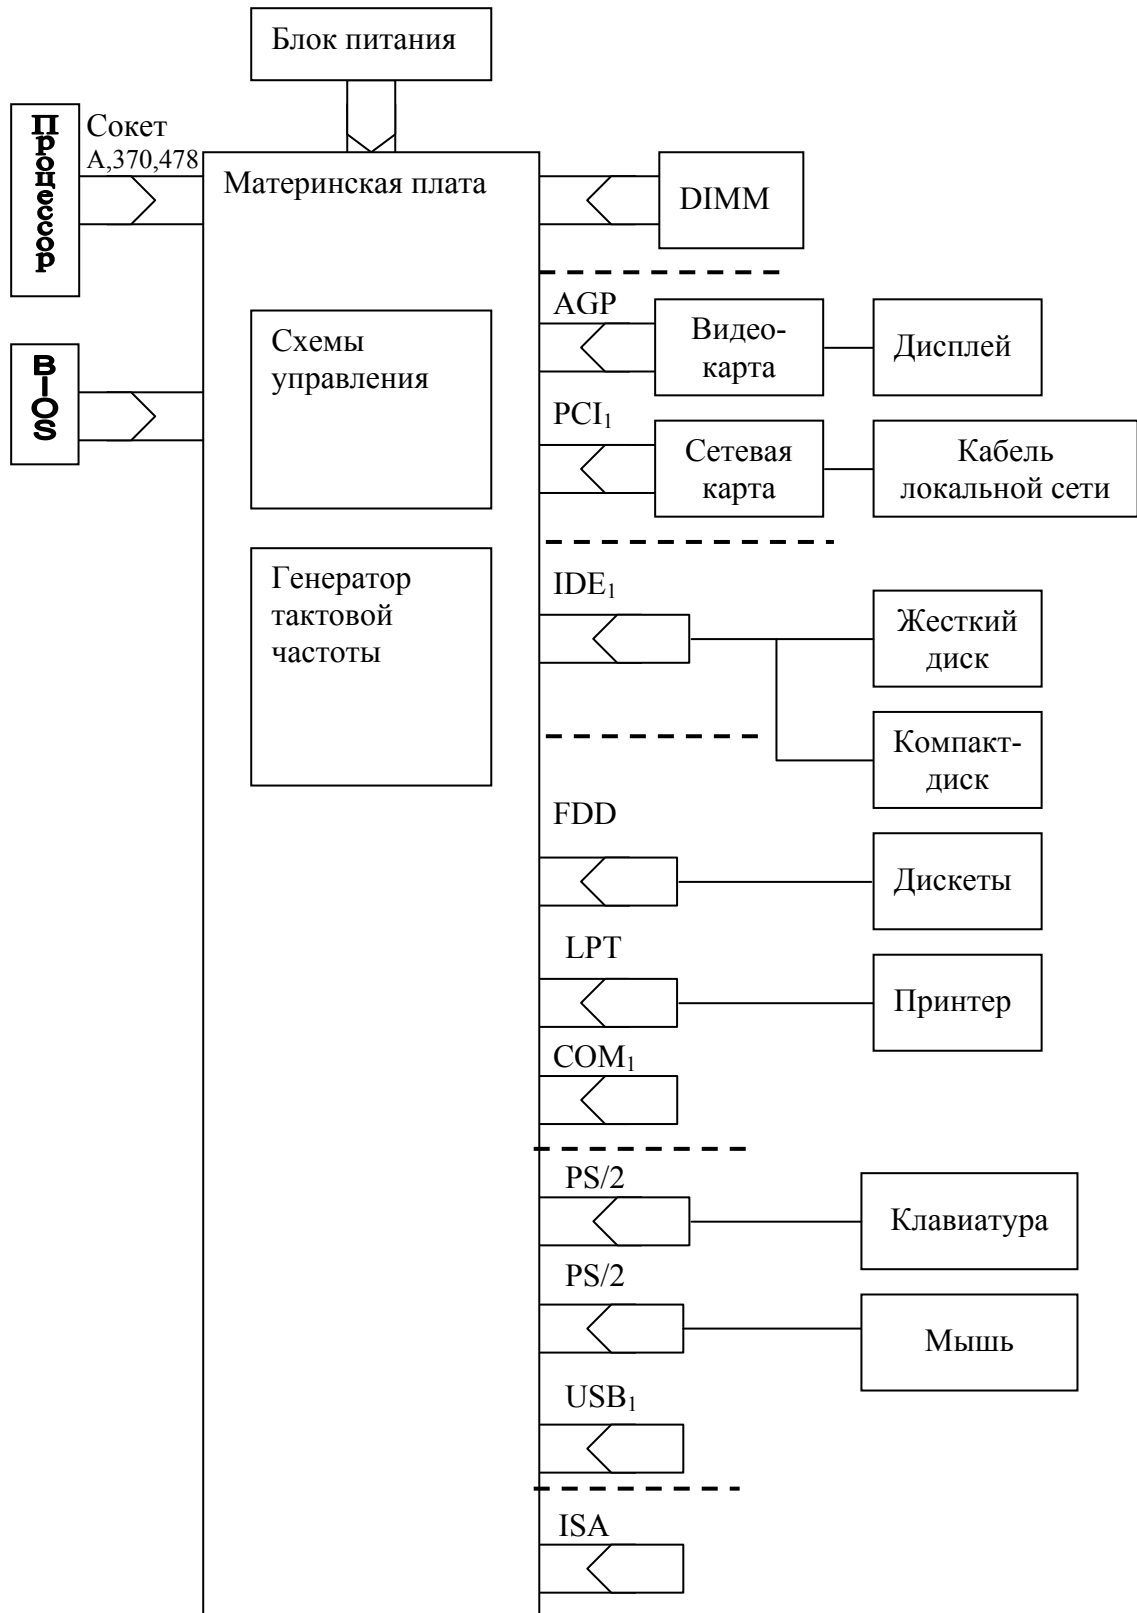 Блок питания
Процессор
Сокет
А,370,478
Материнская плата
DIMM
AGP
Видео-
карта
Дисплей
Схемы
управления
BIOS
PCI₁
Сетевая
карта
Кабель
локальной сети
Генератор
тактовой
частоты
IDE₁
Жесткий
диск
Компакт-
диск
FDD
Дискеты
LPT
Принтер
COM₁
PS/2
Клавиатура
PS/2
Мышь
USB₁
ISA